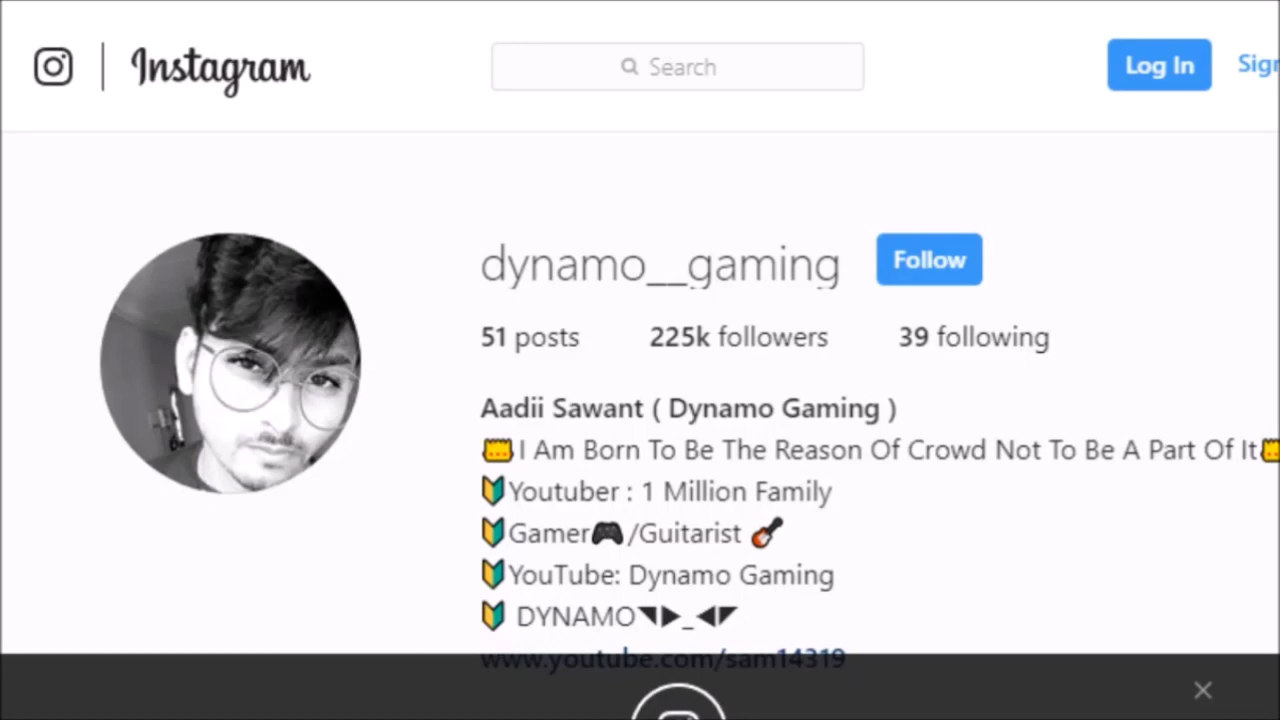 Instagram
Search
Log In
dynamo__gaming
Follow
51 posts 225k followers 39 following
Aadii Sawant ( Dynamo Gaming )
I Am Born To Be The Reason Of Crowd Not To Be A Part Of It
Youtuber : 1 Million Family
Gamer🎮/Guitarist 🎸
YouTube: Dynamo Gaming
DYNAMO◥▶_◀◤
www.youtube.com/sam14319